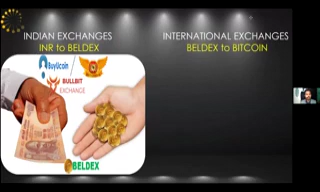 INDIAN EXCHANGES
INR to BELDEX
INTERNATIONAL EXCHANGES
BELDEX to BITCOIN
BuyUcoin
BULLBIT
EXCHANGE
BELDEX